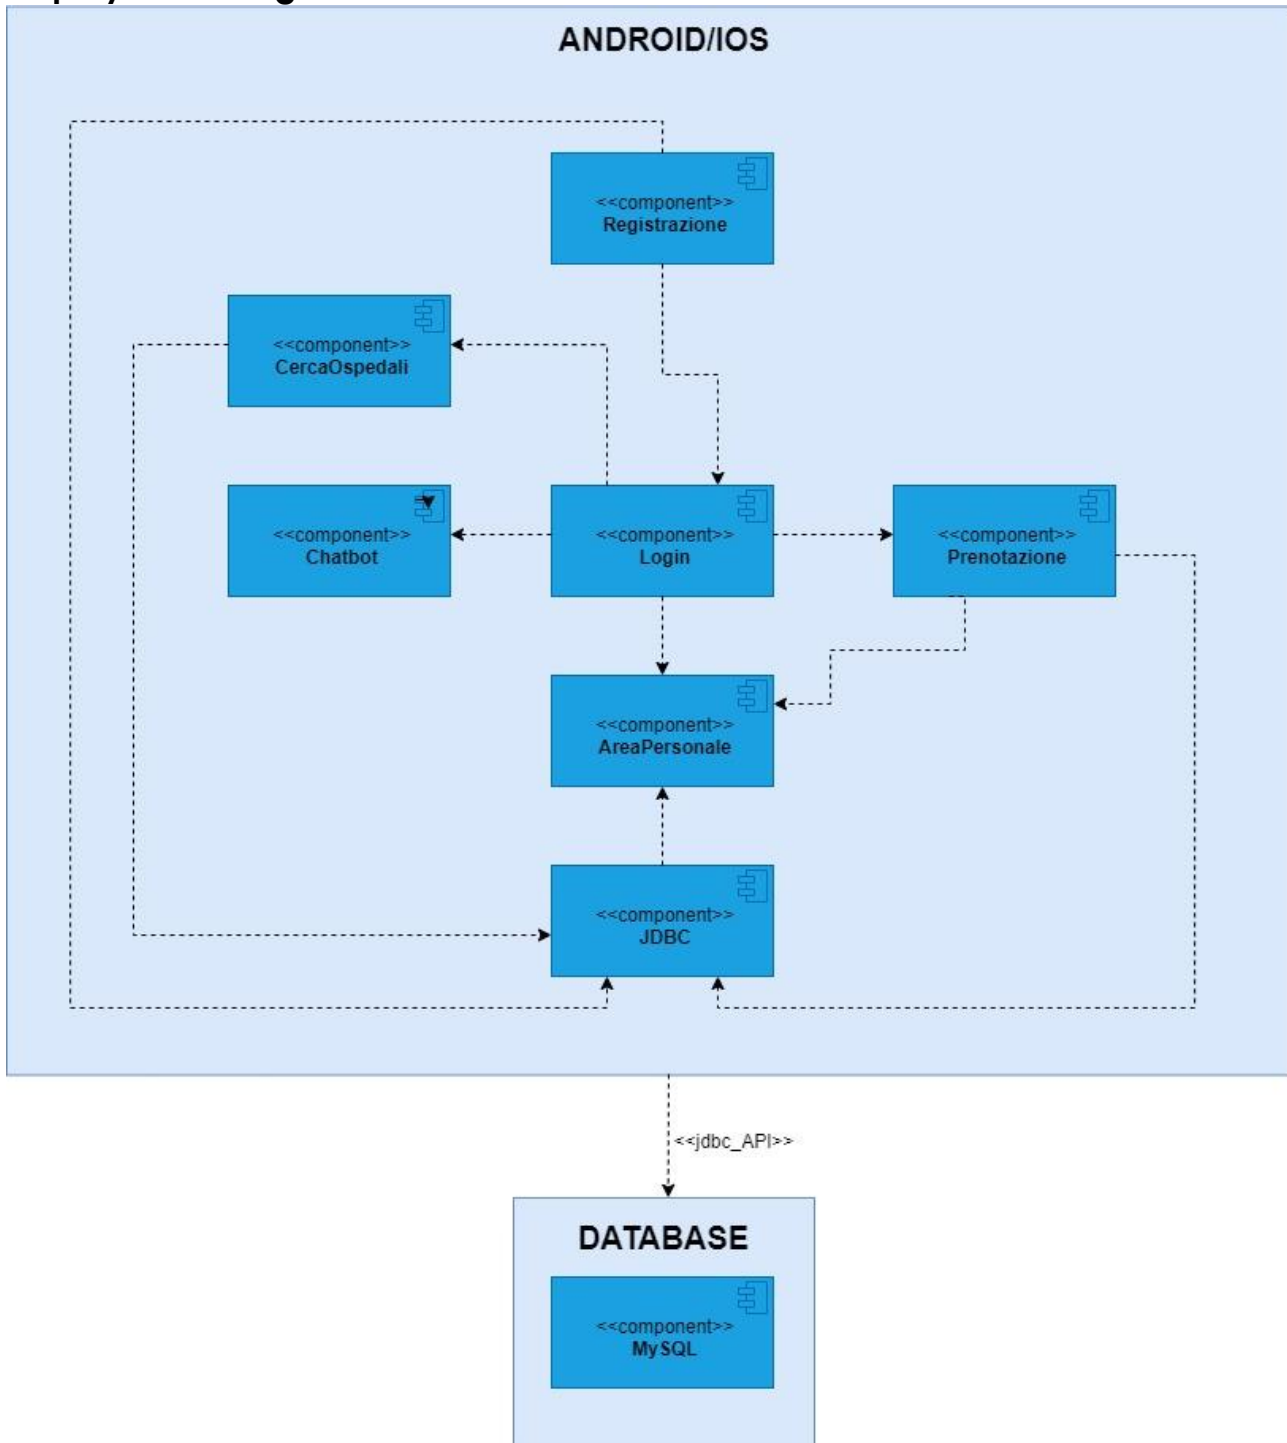 ANDROID/IOS
<<component>>
Registrazione
<<component>>
CercaOspedali
<<component>>
Chatbot
<<component>>
Login
<<component>>
Prenotazione
<<component>>
AreaPersonale
<<component>>
JDBC
<<jdbc_API>>
DATABASE
<<component>>
MySQL